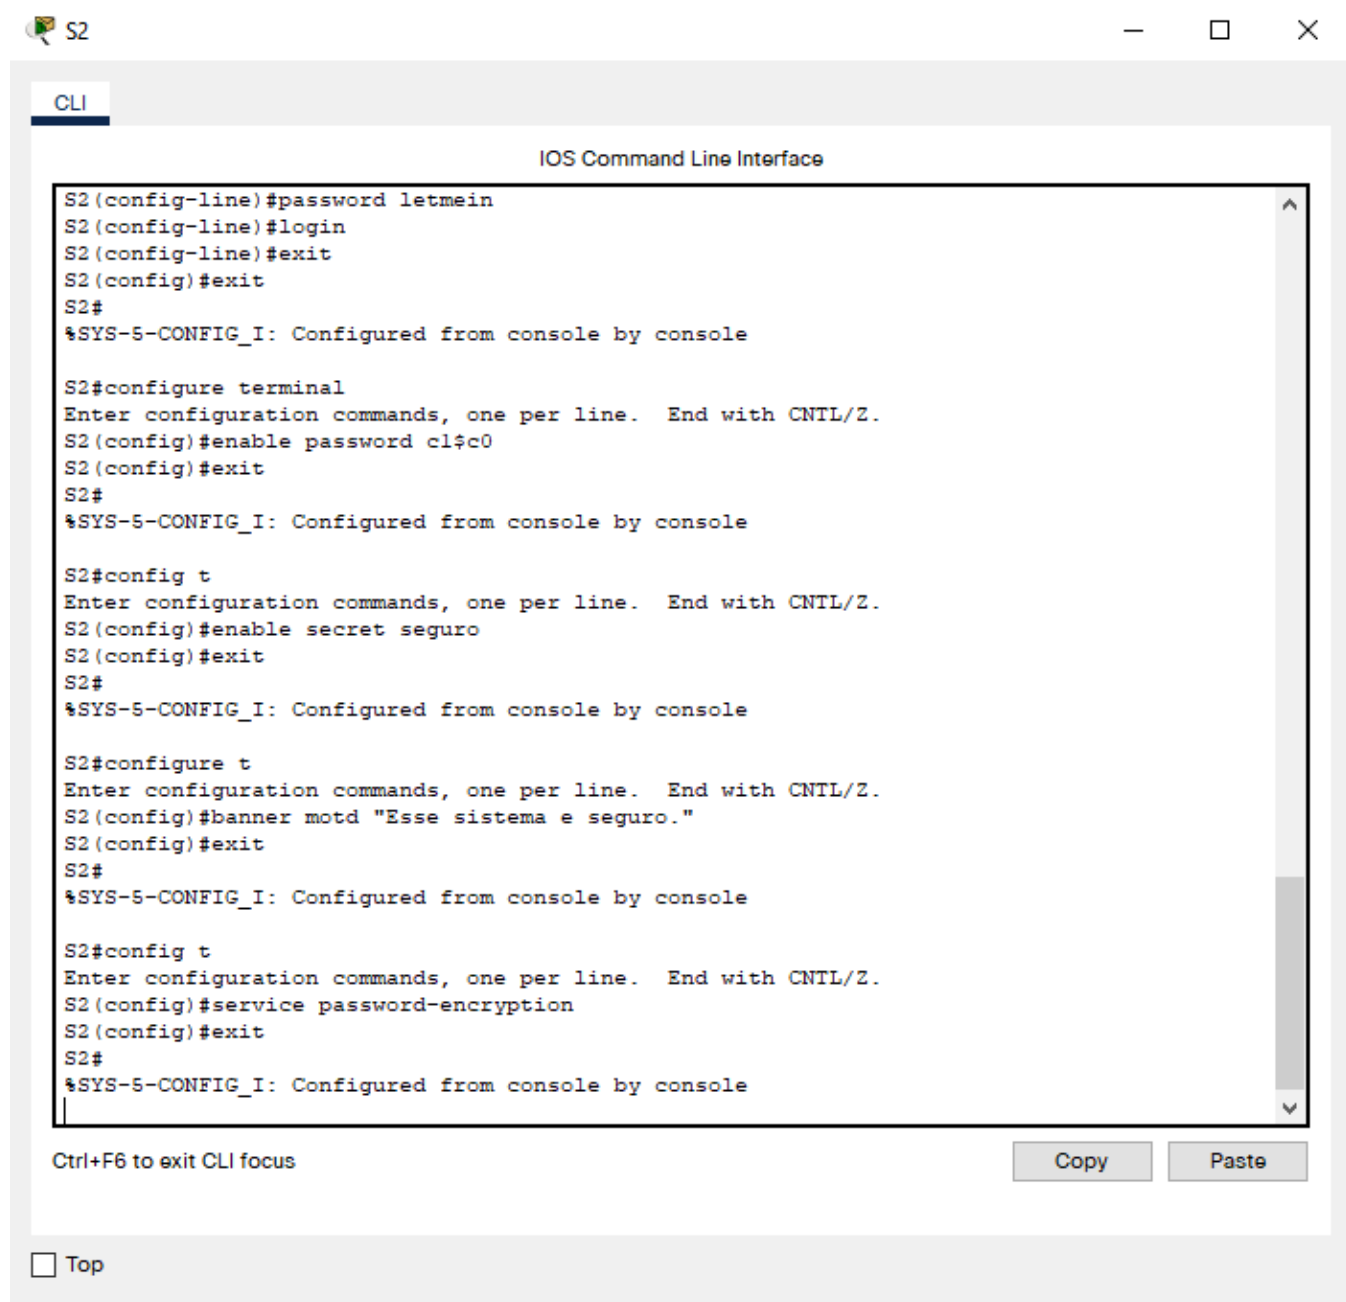 S2
CLI
IOS Command Line Interface
S2(config-line)#password letmein
S2(config-line)#login
S2(config-line)#exit
S2(config)#exit
S2#
%SYS-5-CONFIG_I: Configured from console by console
S2#configure terminal
Enter configuration commands, one per line.  End with CNTL/Z.
S2(config)#enable password c1$c0
S2(config)#exit
S2#
%SYS-5-CONFIG_I: Configured from console by console
S2#config t
Enter configuration commands, one per line.  End with CNTL/Z.
S2(config)#enable secret seguro
S2(config)#exit
S2#
%SYS-5-CONFIG_I: Configured from console by console
S2#configure t
Enter configuration commands, one per line.  End with CNTL/Z.
S2(config)#banner motd "Esse sistema e seguro."
S2(config)#exit
S2#
%SYS-5-CONFIG_I: Configured from console by console
S2#config t
Enter configuration commands, one per line.  End with CNTL/Z.
S2(config)#service password-encryption
S2(config)#exit
S2#
%SYS-5-CONFIG_I: Configured from console by console
Ctrl+F6 to exit CLI focus
Copy
Paste
Top